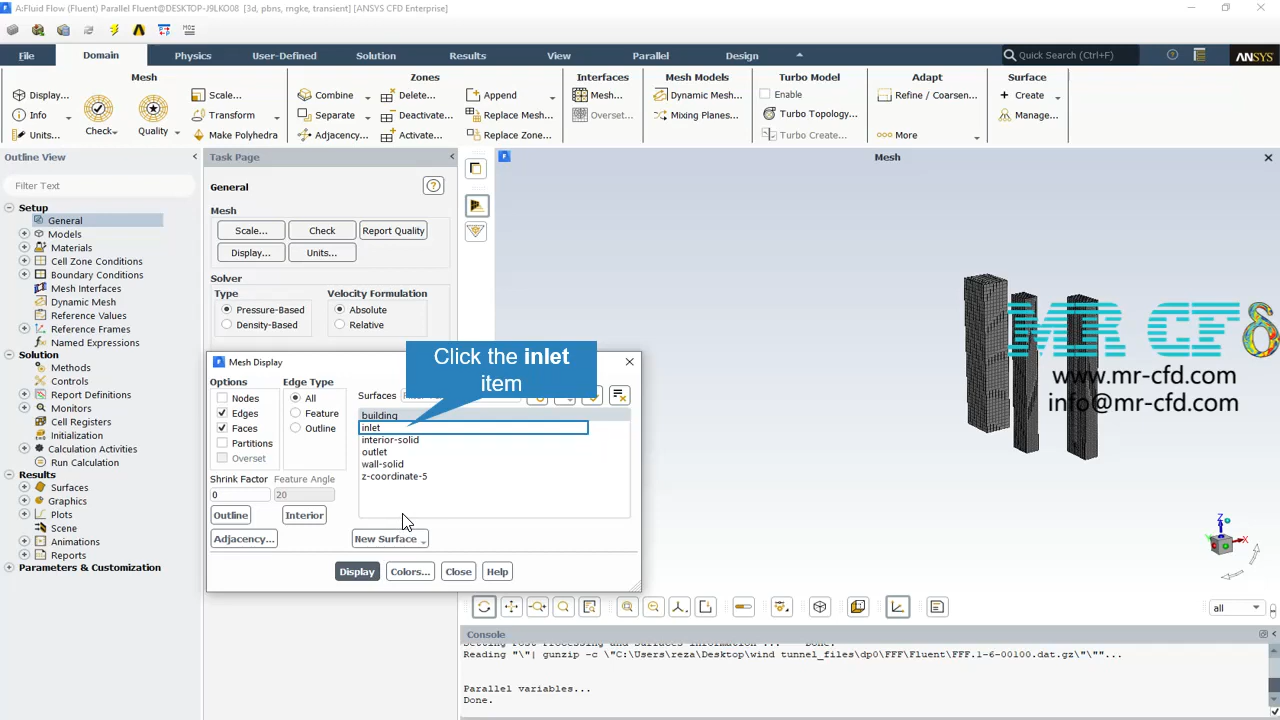 A:Fluid Flow (Fluent) Parallel Fluent@DESKTOP-J9LKO08 [3d, pbns, rngke, transient] [ANSYS CFD Enterprise]
File Domain Physics User-Defined Solution Results View Parallel Design Quick Search (Ctrl+F) ANSYS
Mesh Zones Interfaces Mesh Models Turbo Model Adapt Surface
Display... Scale... Combine Delete... Append Mesh... Dynamic Mesh... Enable Refine / Coarsen... Create
Info Check Quality Transform Separate Deactivate... Replace Mesh... Overset... Mixing Planes... Turbo Topology... Manage...
Units... Make Polyhedra Adjacency... Activate... Replace Zone... Turbo Create... More
Outline View
Filter Text
Setup
General
Models
Materials
Cell Zone Conditions
Boundary Conditions
Mesh Interfaces
Dynamic Mesh
Reference Values
Reference Frames
Named Expressions
Solution
Methods
Controls
Report Definitions
Monitors
Cell Registers
Initialization
Calculation Activities
Run Calculation
Results
Surfaces
Graphics
Plots
Scene
Animations
Reports
Parameters & Customization
Task Page
General
Mesh
Scale... Check Report Quality
Display... Units...
Solver
Type Velocity Formulation
Pressure-Based Absolute
Density-Based Relative
Mesh Display
Options Edge Type Surfaces
Nodes All
Edges Feature
Faces Outline
Partitions
Overset
Shrink Factor Feature Angle
0 20
Outline Interior
Adjacency...
building
inlet
interior-solid
outlet
wall-solid
z-coordinate-5
New Surface
Display Colors... Close Help
Click the inlet
item
Mesh
MR CFD
www.mr-cfd.com
info@mr-cfd.com
Z
X
all
Console
Reading "\"| gunzip -c \"C:\Users\reza\Desktop\wind tunnel_files\dp0\FFF\Fluent\FFF.1-6-00100.dat.gz\"\""...
Parallel variables...
Done.